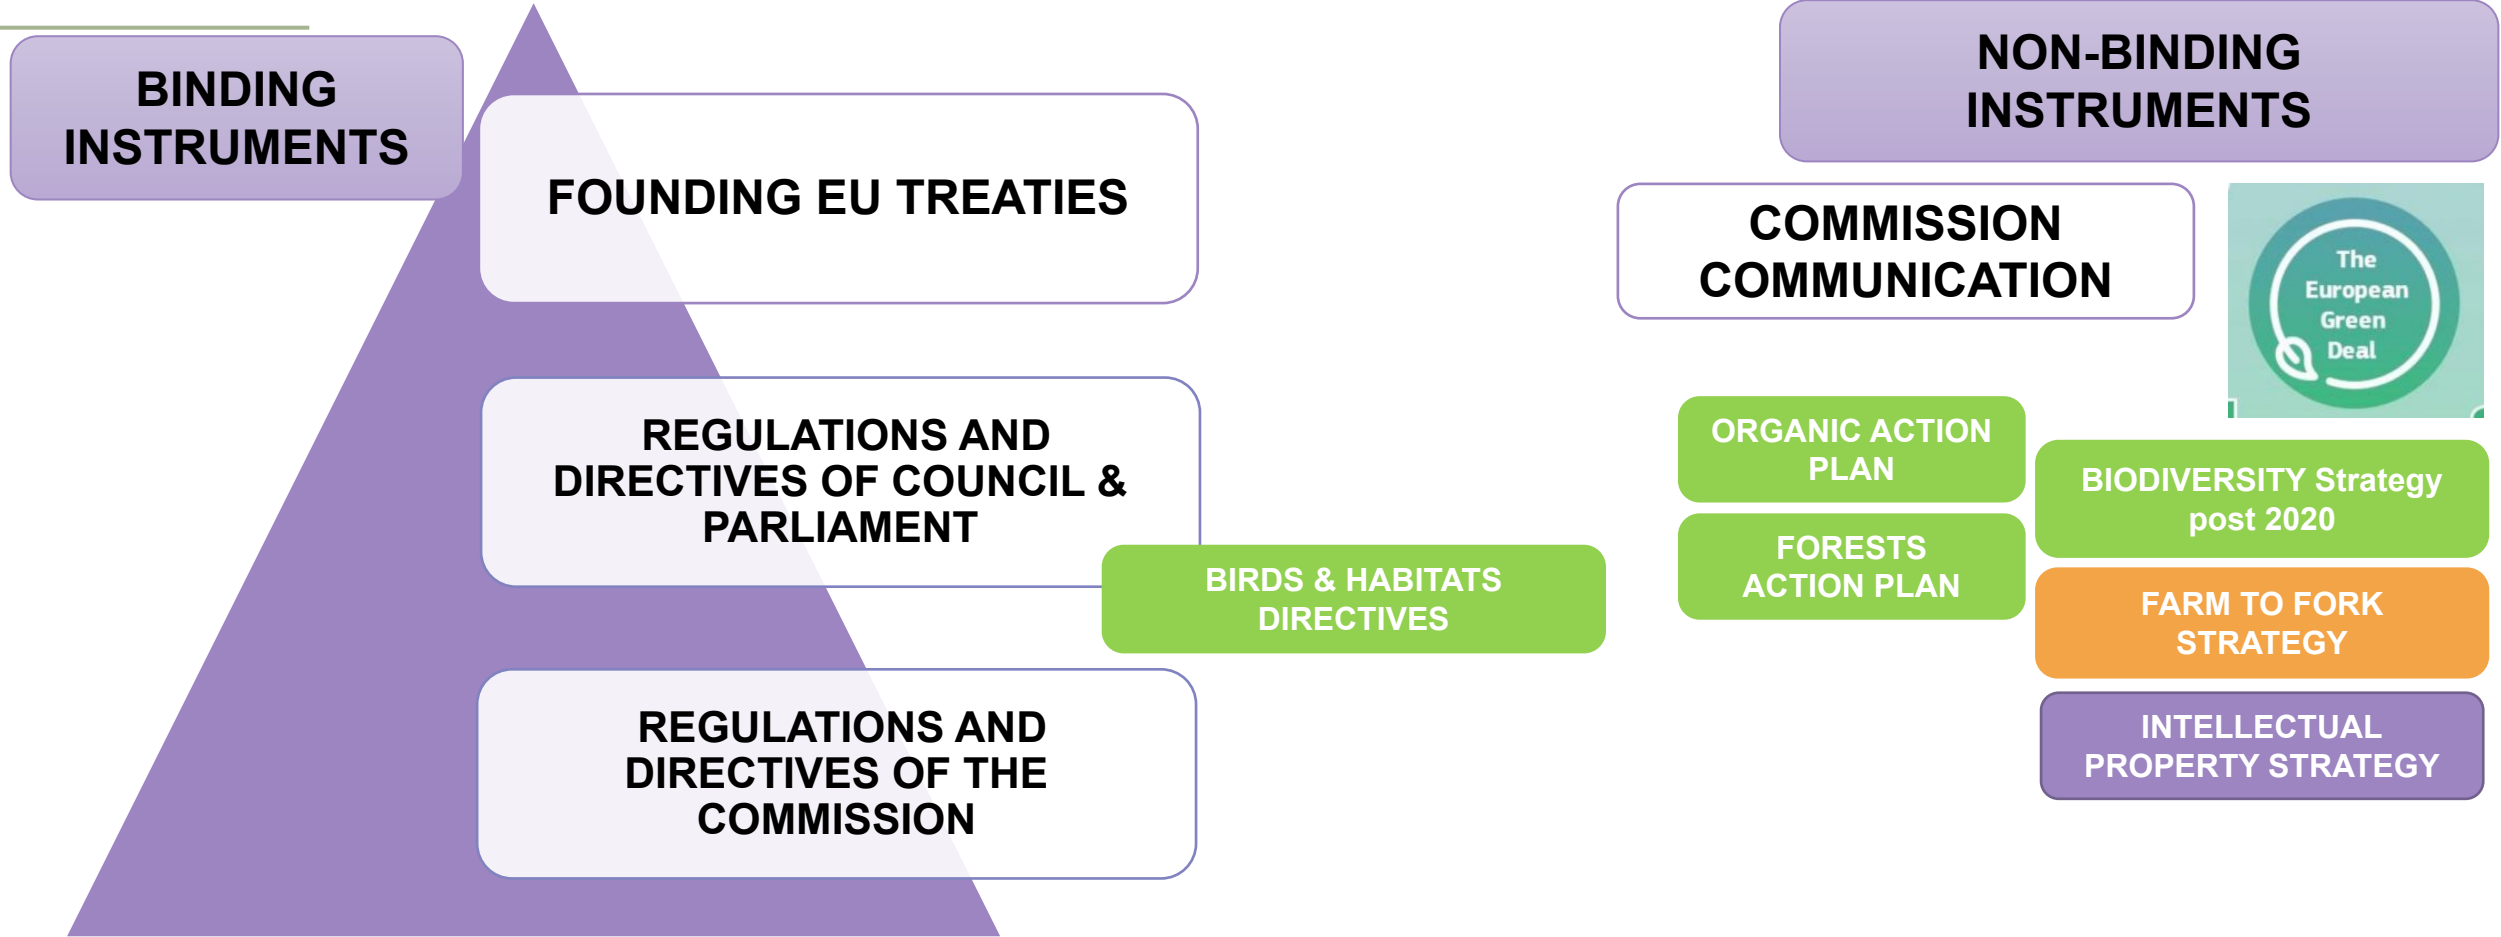 BINDING
INSTRUMENTS
FOUNDING EU TREATIES
REGULATIONS AND
DIRECTIVES OF COUNCIL &
PARLIAMENT
BIRDS & HABITATS
DIRECTIVES
REGULATIONS AND
DIRECTIVES OF THE
COMMISSION
NON-BINDING
INSTRUMENTS
COMMISSION
COMMUNICATION
The
European
Green
Deal
ORGANIC ACTION
PLAN
FORESTS
ACTION PLAN
BIODIVERSITY Strategy
post 2020
FARM TO FORK
STRATEGY
INTELLECTUAL
PROPERTY STRATEGY